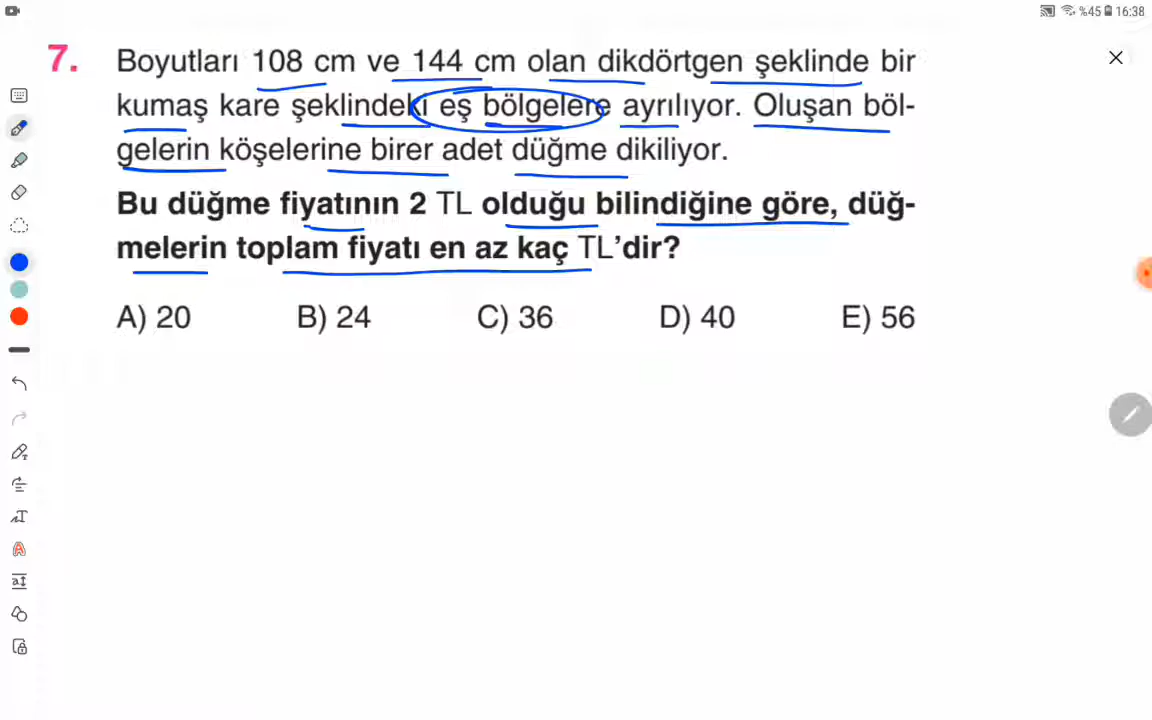 %45 16:38
7. Boyutları 108 cm ve 144 cm olan dikdörtgen şeklinde bir
kumaş kare şeklindeki eş bölgelere ayrılıyor. Oluşan böl-
gelerin köşelerine birer adet düğme dikiliyor.
Bu düğme fiyatının 2 TL olduğu bilindiğine göre, düğ-
melerin toplam fiyatı en az kaç TL'dir?
A) 20 B) 24 C) 36 D) 40 E) 56